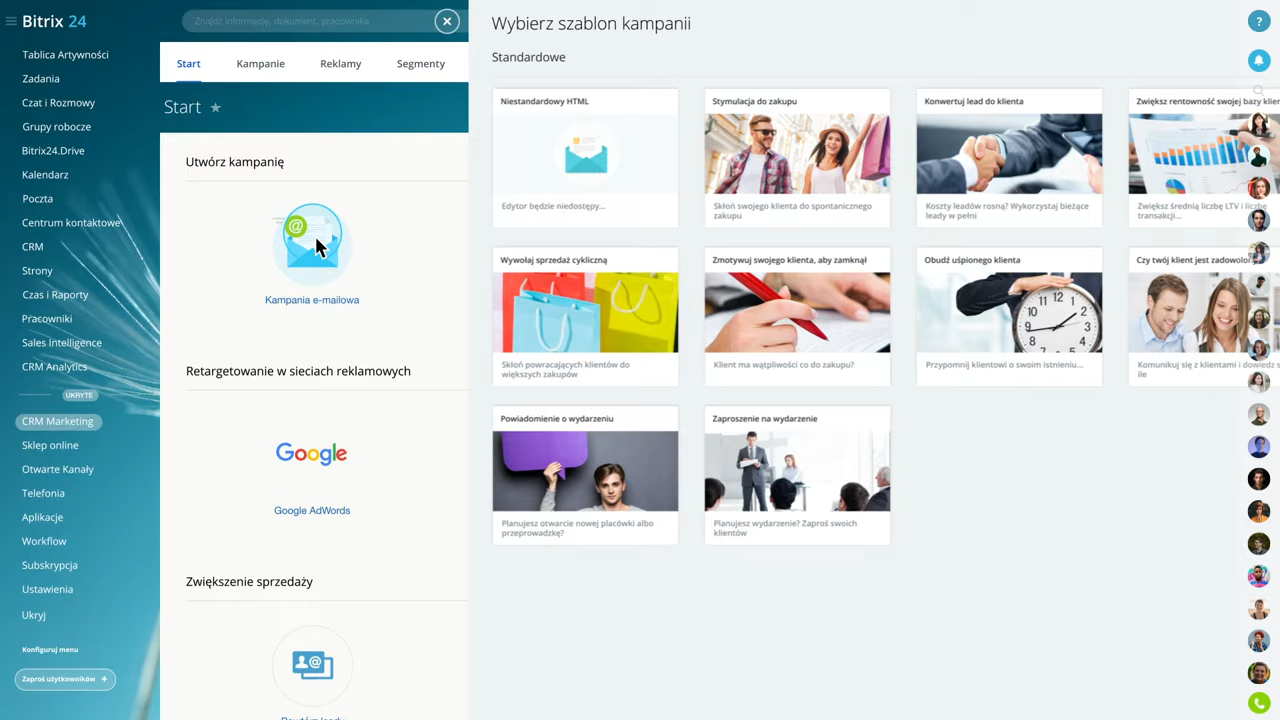 Bitrix 24
Tablica Artywności
Zadania
Czat i Rozmowy
Grupy robocze
Bitrix24.Drive
Kalendarz
Poczta
Centrum kontaktowe
CRM
Strony
Czas i Raporty
Pracowniki
Sales Intelligence
CRM Analytics
UKRYTE
CRM Marketing
Sklep online
Otwarte Kanały
Telefonia
Aplikacje
Workflow
Subskrypcja
Ustawienia
Ukryj
Konfiguruj menu
Zaproś użytkowników +
Znajdź informację, dokument, pracownika
Start
Kampanie
Reklamy
Segmenty
Start
Utwórz kampanię
Kampania e-mailowa
Retargetowanie w sieciach reklamowych
Google
Google AdWords
Zwiększenie sprzedaży
Wybierz szablon kampanii
Standardowe
Niestandardowy HTML
Edytor będzie niedostępy...
Stymulacja do zakupu
Skłoń swojego klienta do spontanicznego
zakupu
Konwertuj lead do klienta
Koszty leadów rosną? Wykorzystaj bieżące
leady w pełni
Zwiększ rentowność swojej bazy klien
Zwiększ średnią liczbę LTV i liczbę
transakcji...
Wywołaj sprzedaż cykliczną
Skłoń powracających klientów do
większych zakupów
Zmotywuj swojego klienta, aby zamknął
Klient ma wątpliwości co do zakupu?
Obudź uśpionego klienta
Przypomnij klientowi o swoim istnieniu...
Czy twój klient jest zadowolony
Komunikuj się z klientami i dowiedz s
ile
Powiadomienie o wydarzeniu
Planujesz otwarcie nowej placówki albo
przeprowadzkę?
Zaproszenie na wydarzenie
Planujesz wydarzenie? Zaproś swoich
klientów
?